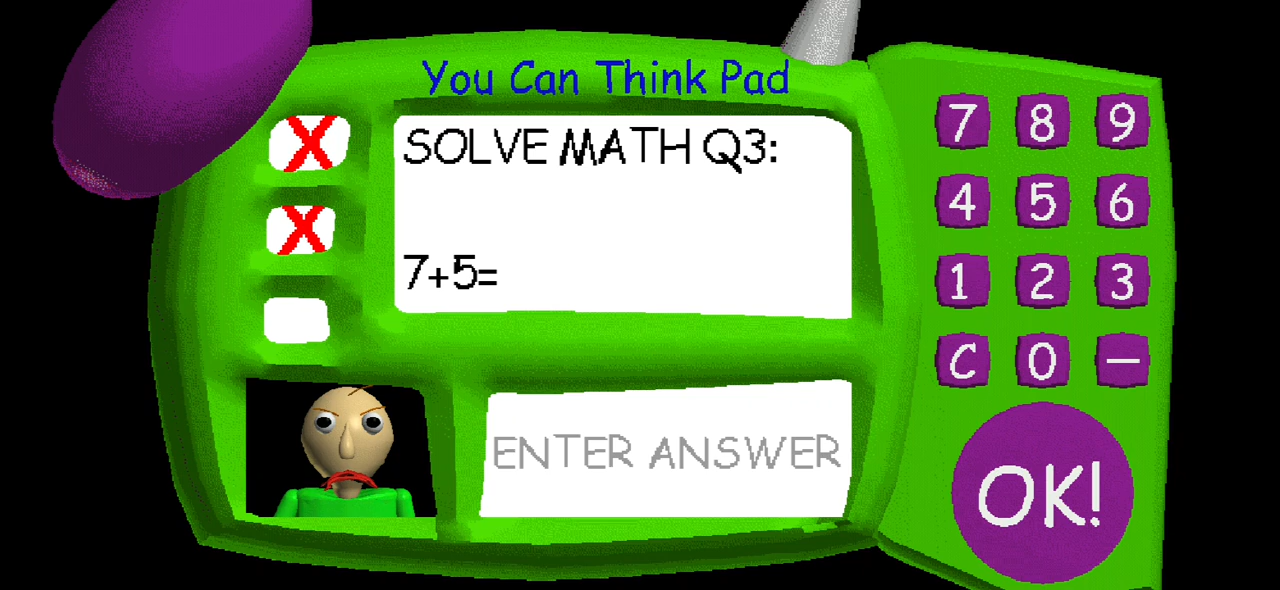 You Can Think Pad
SOLVE MATH Q3:
7+5=
ENTER ANSWER
7 8 9
4 5 6
1 2 3
C 0 −
OK!
X
X